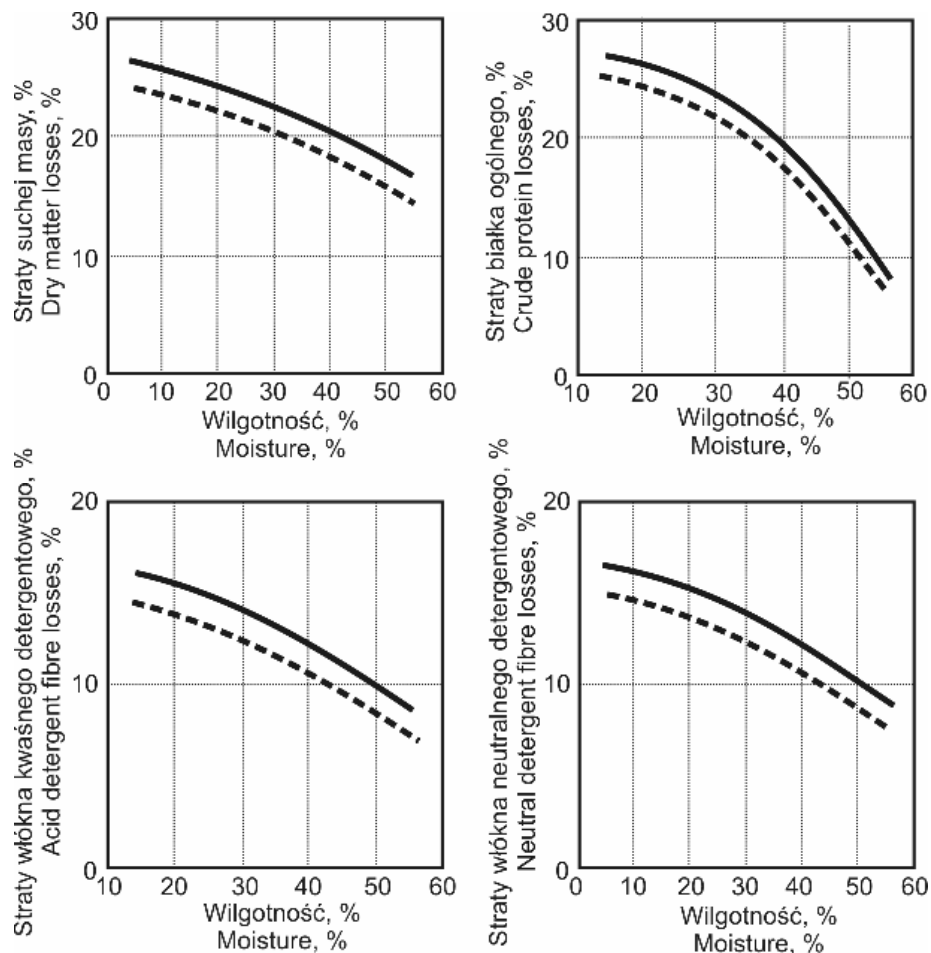 Straty suchej masy, %
Dry matter losses, %
30
20
10
0
0 10 20 30 40 50 60
Wilgotność, %
Moisture, %
Straty białka ogólnego, %
Crude protein losses, %
30
20
10
0
10 20 30 40 50 60
Wilgotność, %
Moisture, %
Straty włókna kwaśnego detergentowego, %
Acid detergent fibre losses, %
20
10
0
10 20 30 40 50 60
Wilgotność, %
Moisture, %
Straty włókna neutralnego detergentowego, %
Neutral detergent fibre losses, %
20
10
0
0 10 20 30 40 50 60
Wilgotność, %
Moisture, %